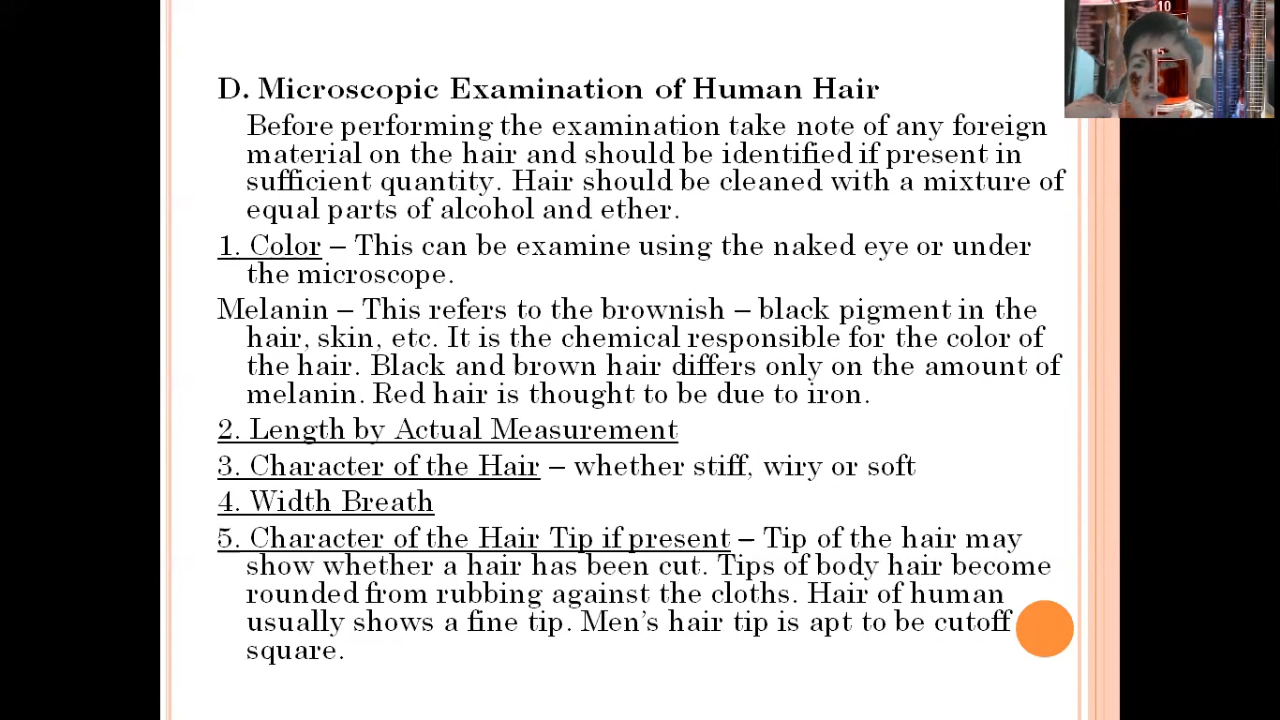 D. Microscopic Examination of Human Hair
Before performing the examination take note of any foreign
material on the hair and should be identified if present in
sufficient quantity. Hair should be cleaned with a mixture of
equal parts of alcohol and ether.
1. Color – This can be examine using the naked eye or under
the microscope.
Melanin – This refers to the brownish – black pigment in the
hair, skin, etc. It is the chemical responsible for the color of
the hair. Black and brown hair differs only on the amount of
melanin. Red hair is thought to be due to iron.
2. Length by Actual Measurement
3. Character of the Hair – whether stiff, wiry or soft
4. Width Breath
5. Character of the Hair Tip if present – Tip of the hair may
show whether a hair has been cut. Tips of body hair become
rounded from rubbing against the cloths. Hair of human
usually shows a fine tip. Men's hair tip is apt to be cutoff
square.
10